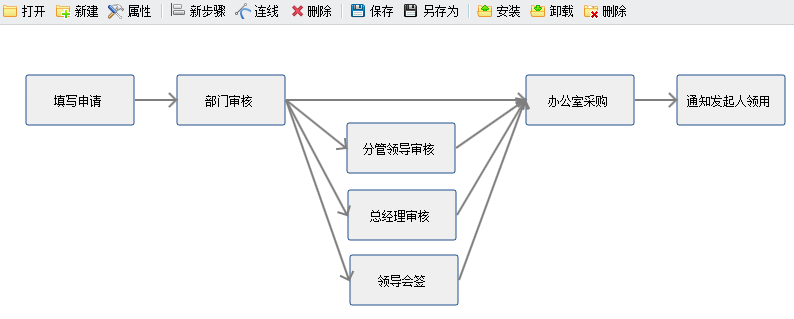 打开 新建 属性 新步骤 连线 删除 保存 另存为 安装 卸载 删除
填写申请 部门审核 办公室采购 通知发起人领用
分管领导审核
总经理审核
领导会签